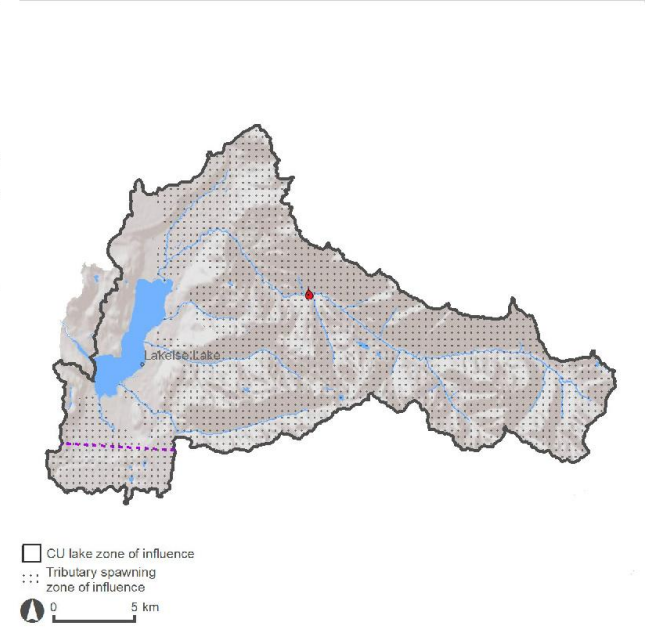 Lakelse Lake
CU lake zone of influence
Tributary spawning
zone of influence
0 5 km